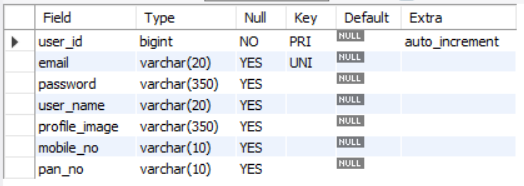 Field Type Null Key Default Extra
user_id bigint NO PRI NULL auto_increment
email varchar(20) YES UNI NULL
password varchar(350) YES NULL
user_name varchar(20) YES NULL
profile_image varchar(350) YES NULL
mobile_no varchar(10) YES NULL
pan_no varchar(10) YES NULL